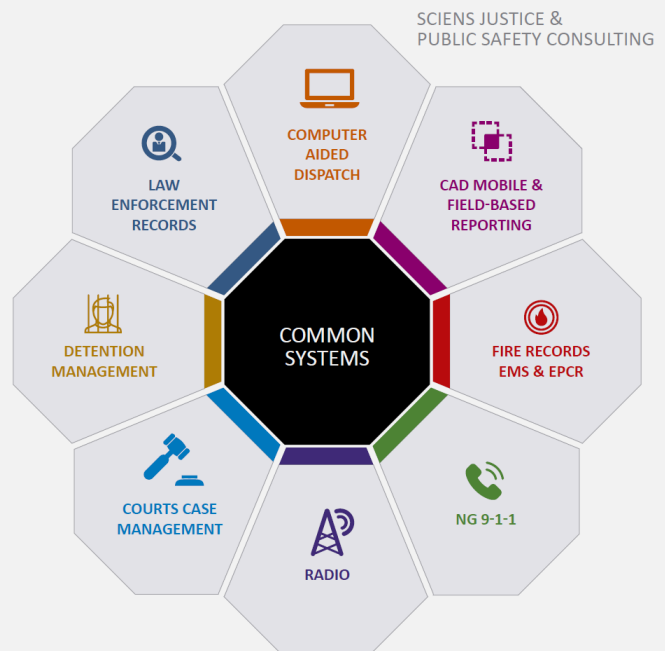 SCIENS JUSTICE &
PUBLIC SAFETY CONSULTING
COMPUTER
AIDED
DISPATCH
CAD MOBILE &
FIELD-BASED
REPORTING
FIRE RECORDS
EMS & EPCR
NG 9-1-1
RADIO
COURTS CASE
MANAGEMENT
DETENTION
MANAGEMENT
LAW
ENFORCEMENT
RECORDS
COMMON
SYSTEMS